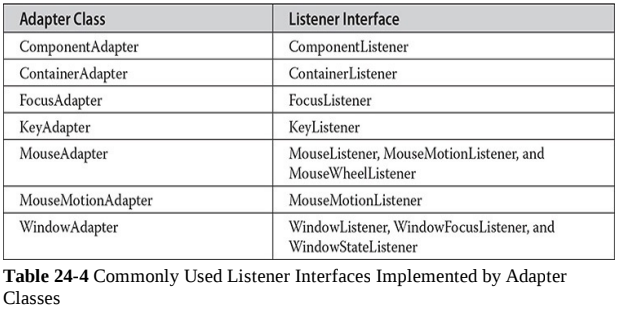 Adapter Class Listener Interface
ComponentAdapter ComponentListener
ContainerAdapter ContainerListener
FocusAdapter FocusListener
KeyAdapter KeyListener
MouseAdapter MouseListener, MouseMotionListener, and
MouseWheelListener
MouseMotionAdapter MouseMotionListener
WindowAdapter WindowListener, WindowFocusListener, and
WindowStateListener
Table 24-4 Commonly Used Listener Interfaces Implemented by Adapter
Classes